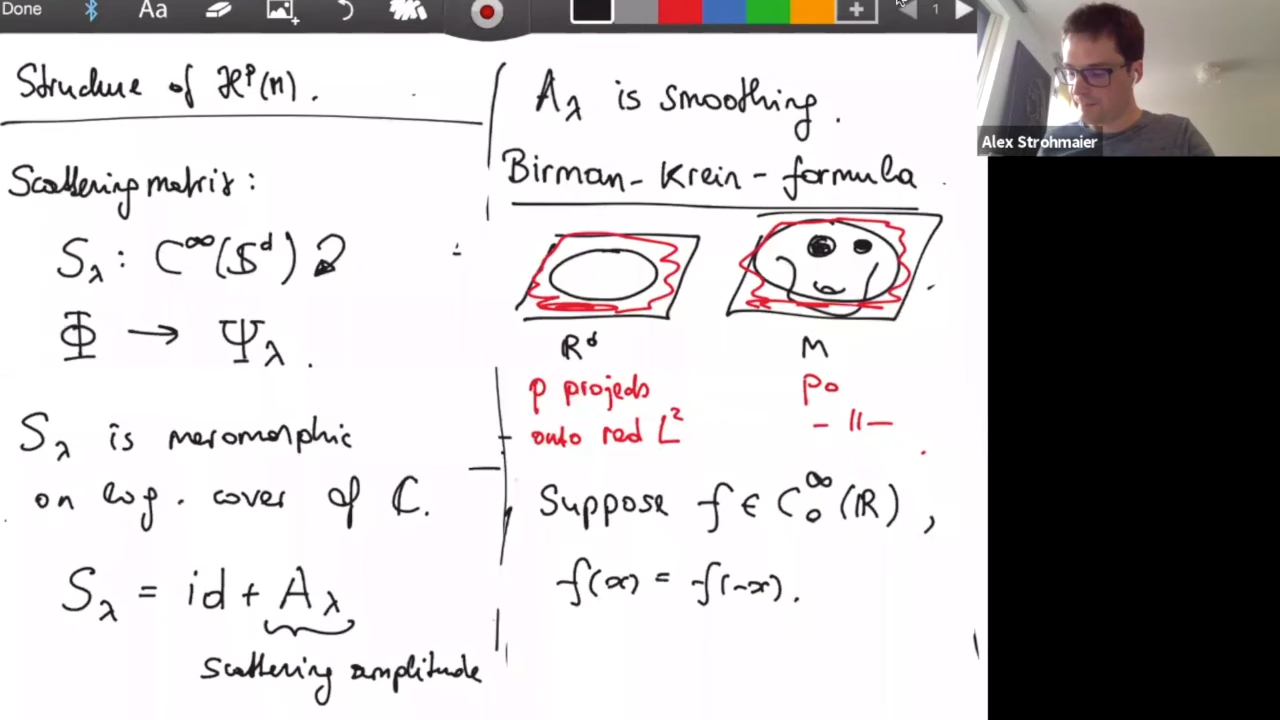 Done
Aa
1
Structure of ℋᵖ(M).
Scattering matrix:
S_λ : C^∞(S^d) ↄ
Φ → Ψ_λ.
S_λ is meromorphic
on log. cover of ℂ.
S_λ = id + A_λ
scattering amplitude
A_λ is smoothing.
Birman-Krein-formula
R^d
M
P projects
onto red L²
P₀
- || -
Suppose f ∈ C₀^∞(ℝ),
f(x) = f(-x).
Alex Strohmaier